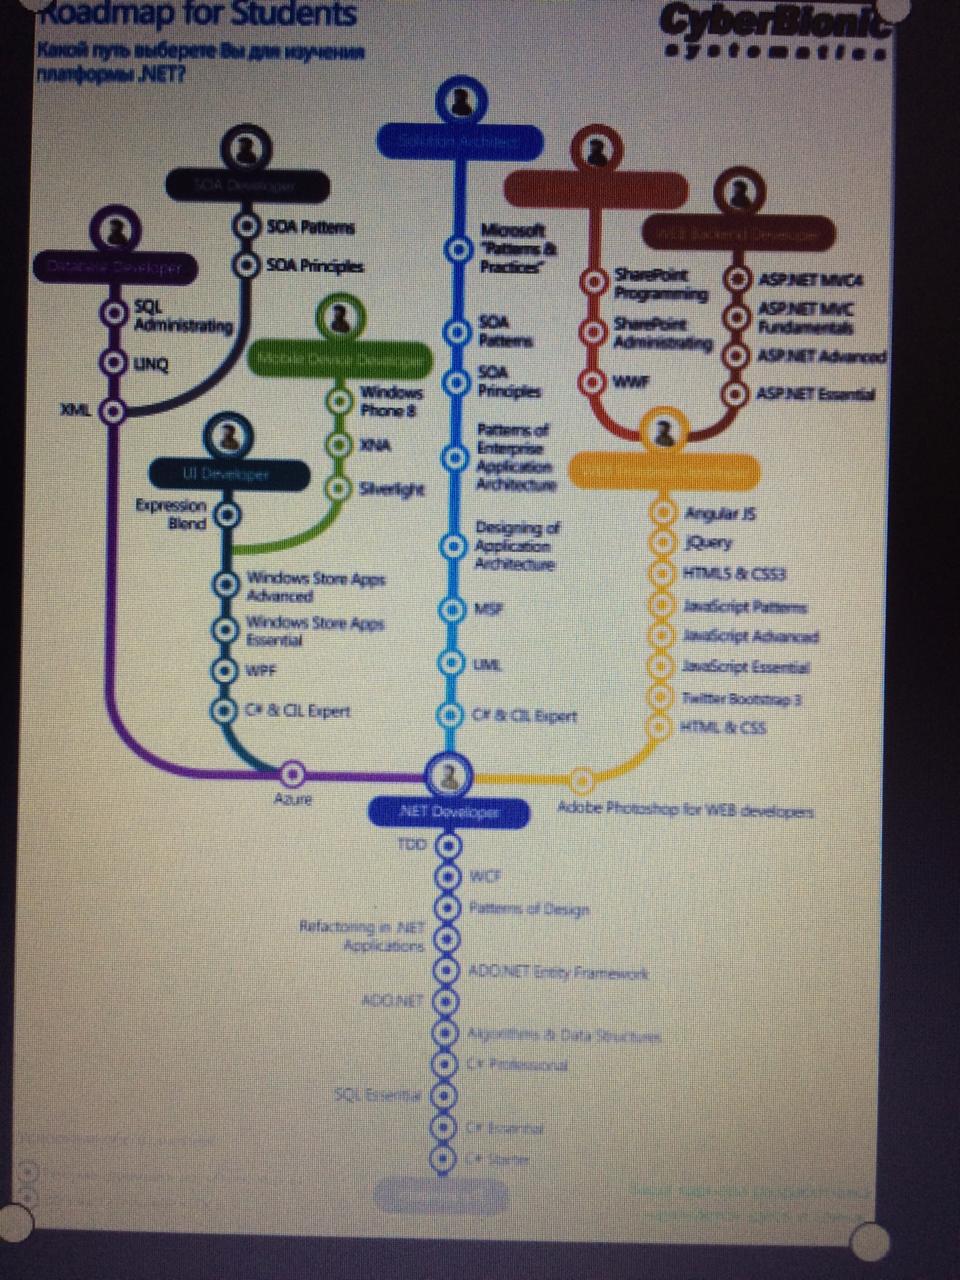 Roadmap for Students
CyberBionic
systematics
Какой путь выберете Вы для изучения
платформы .NET?
Solution Architect
SOA Developer
SOA Patterns
SOA Principles
WEB Backend Developer
Microsoft
"Patterns &
Practices"
Database Developer
SharePoint
Programming
ASP.NET MVC4
SQL
Administrating
ASP.NET MVC
Fundamentals
SOA
Patterns
SharePoint
Administrating
ASP.NET Advanced
Mobile Device Developer
LINQ
SOA
Principles
WWF
ASP.NET Essential
Windows
Phone 8
XML
Patterns of
Enterprise
Application
Architecture
XNA
UI Developer
Silverlight
Expression
Blend
Angular JS
Designing of
Application
Architecture
jQuery
HTML5 & CSS3
Windows Store Apps
Advanced
MSF
JavaScript Patterns
Windows Store Apps
Essential
JavaScript Advanced
WPF
UML
JavaScript Essential
Twitter Bootstrap 3
C# & CIL Expert
C# & CIL Expert
HTML & CSS
Azure
Adobe Photoshop for WEB developers
.NET Developer
TDD
WCF
Patterns of Design
Refactoring in .NET
Applications
ADO.NET Entity Framework
ADO.NET
Algorithms & Data Structures
C# Professional
SQL Essential
C# Essential
C# Starter